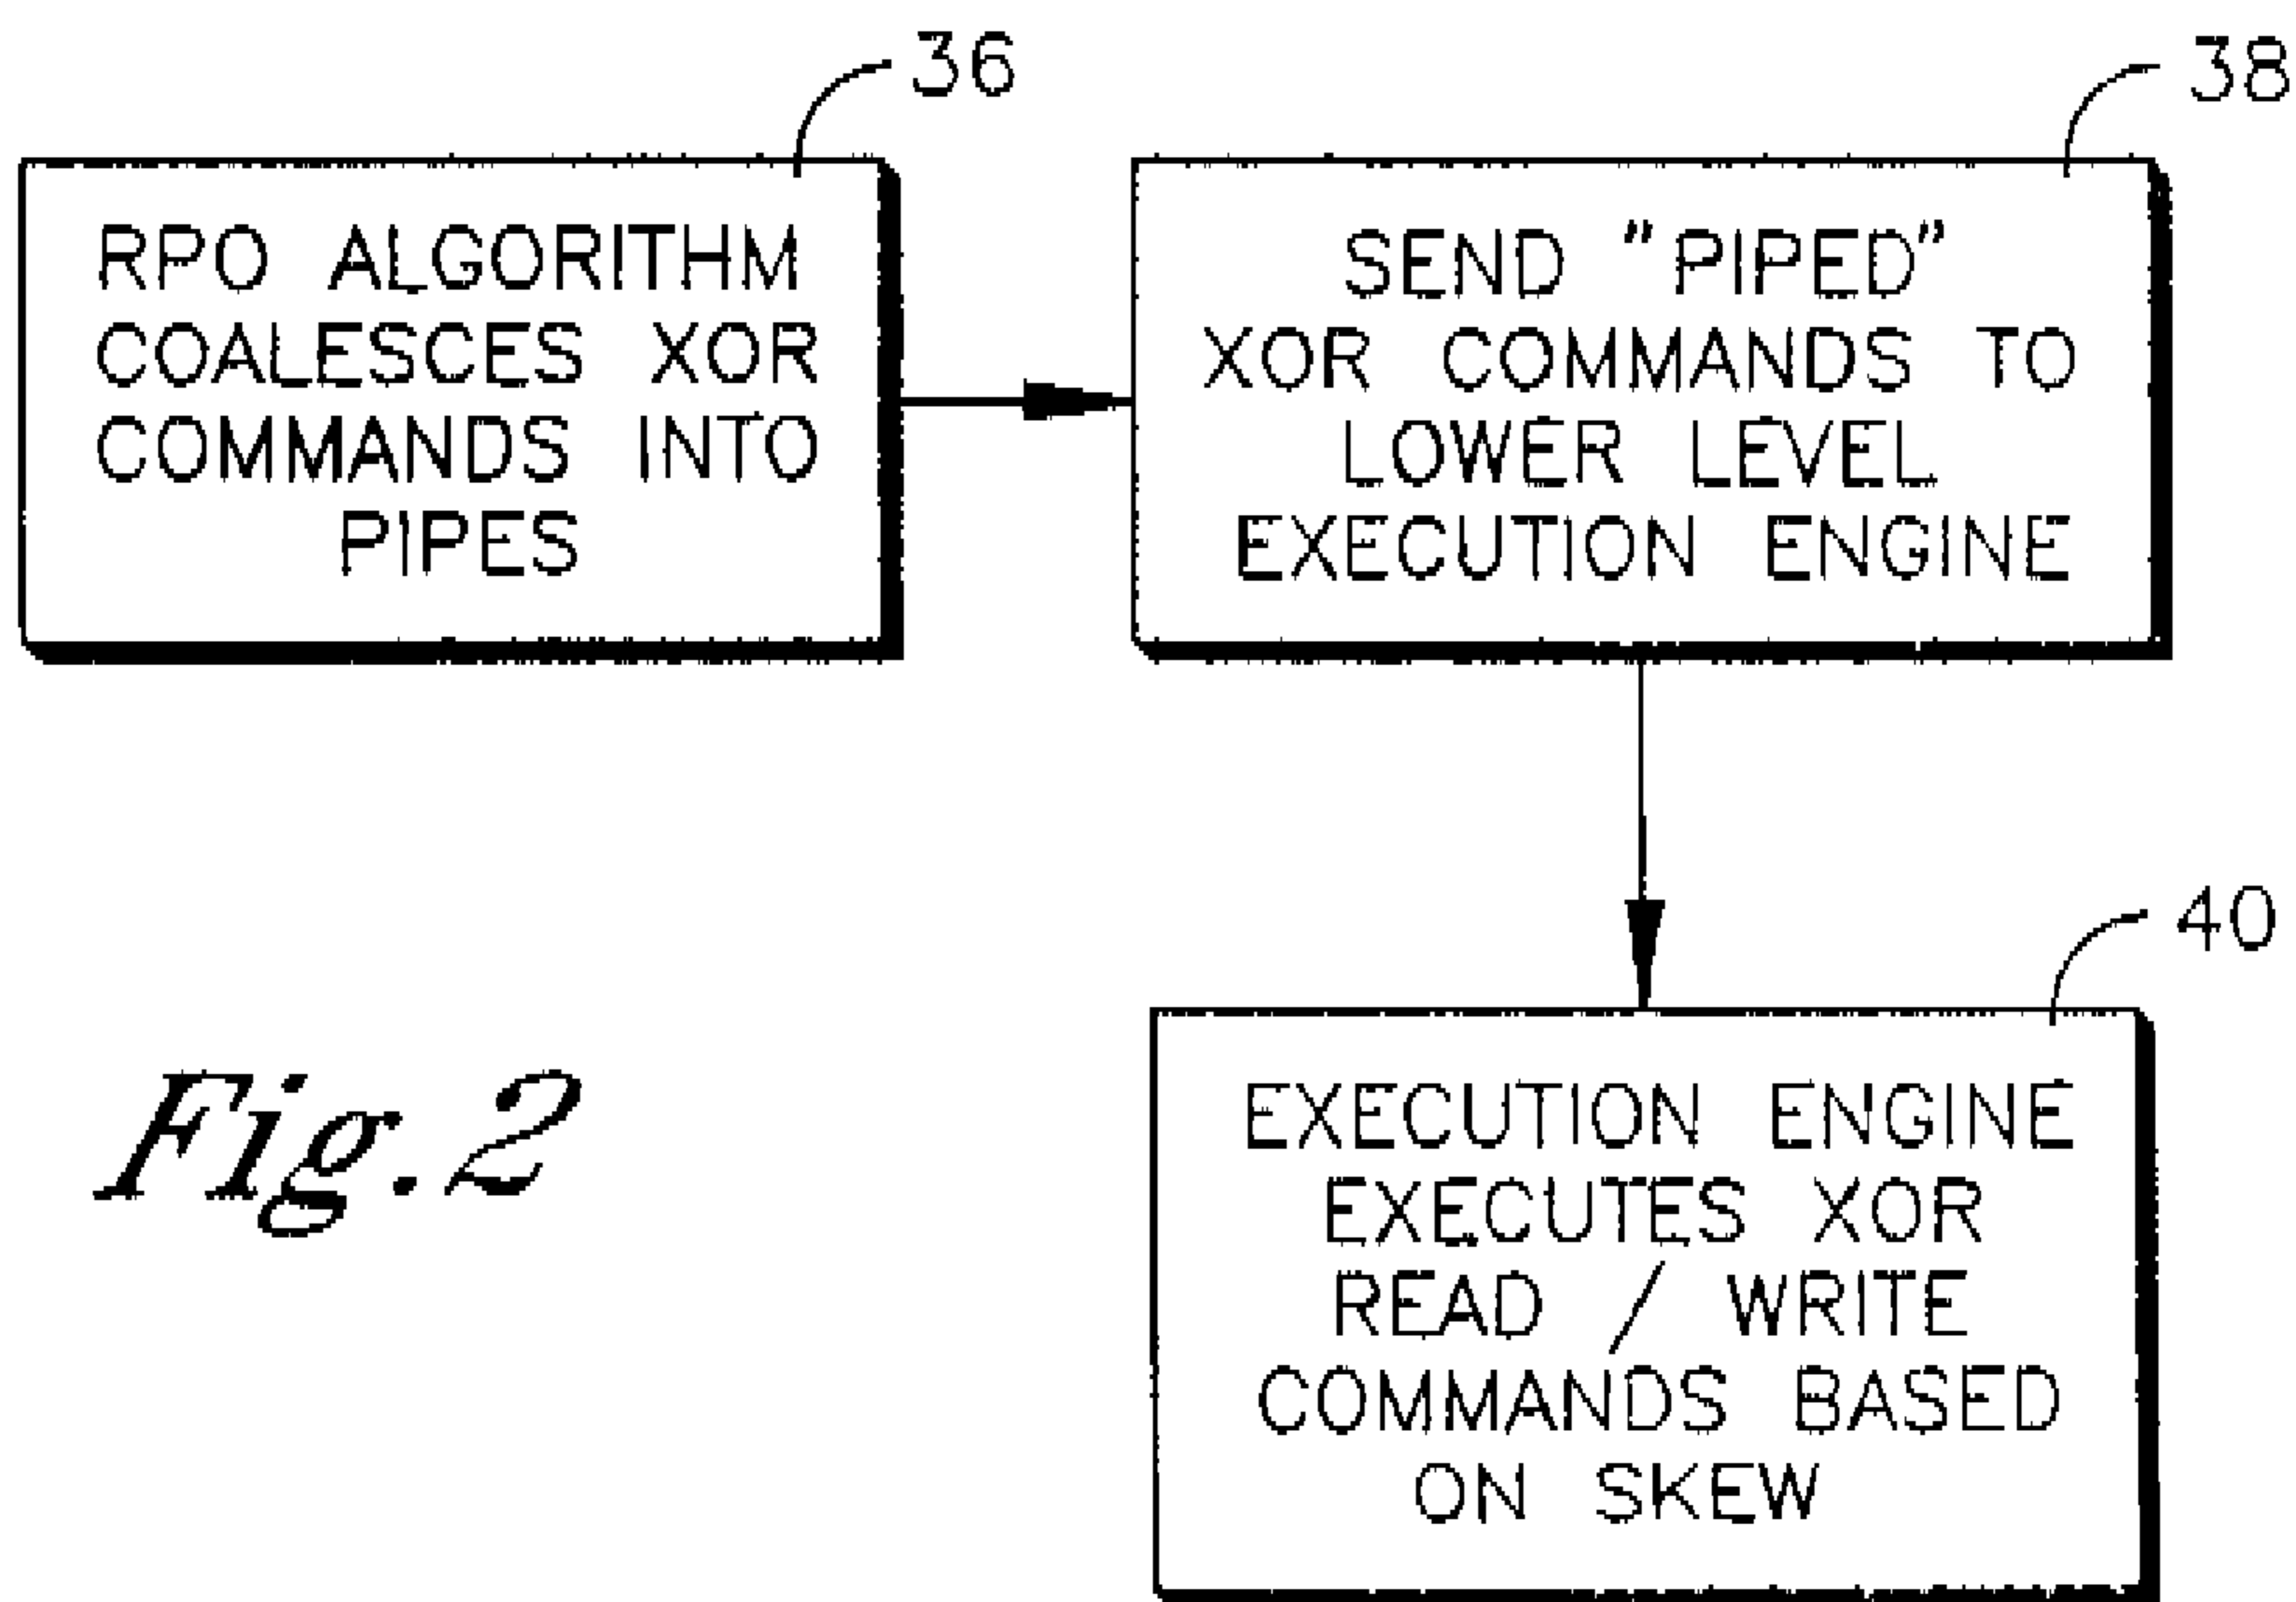 36
RPO ALGORITHM
COALESCES XOR
COMMANDS INTO
PIPES
38
SEND "PIPED"
XOR COMMANDS TO
LOWER LEVEL
EXECUTION ENGINE
40
EXECUTION ENGINE
EXECUTES XOR
READ / WRITE
COMMANDS BASED
ON SKEW
Fig.2